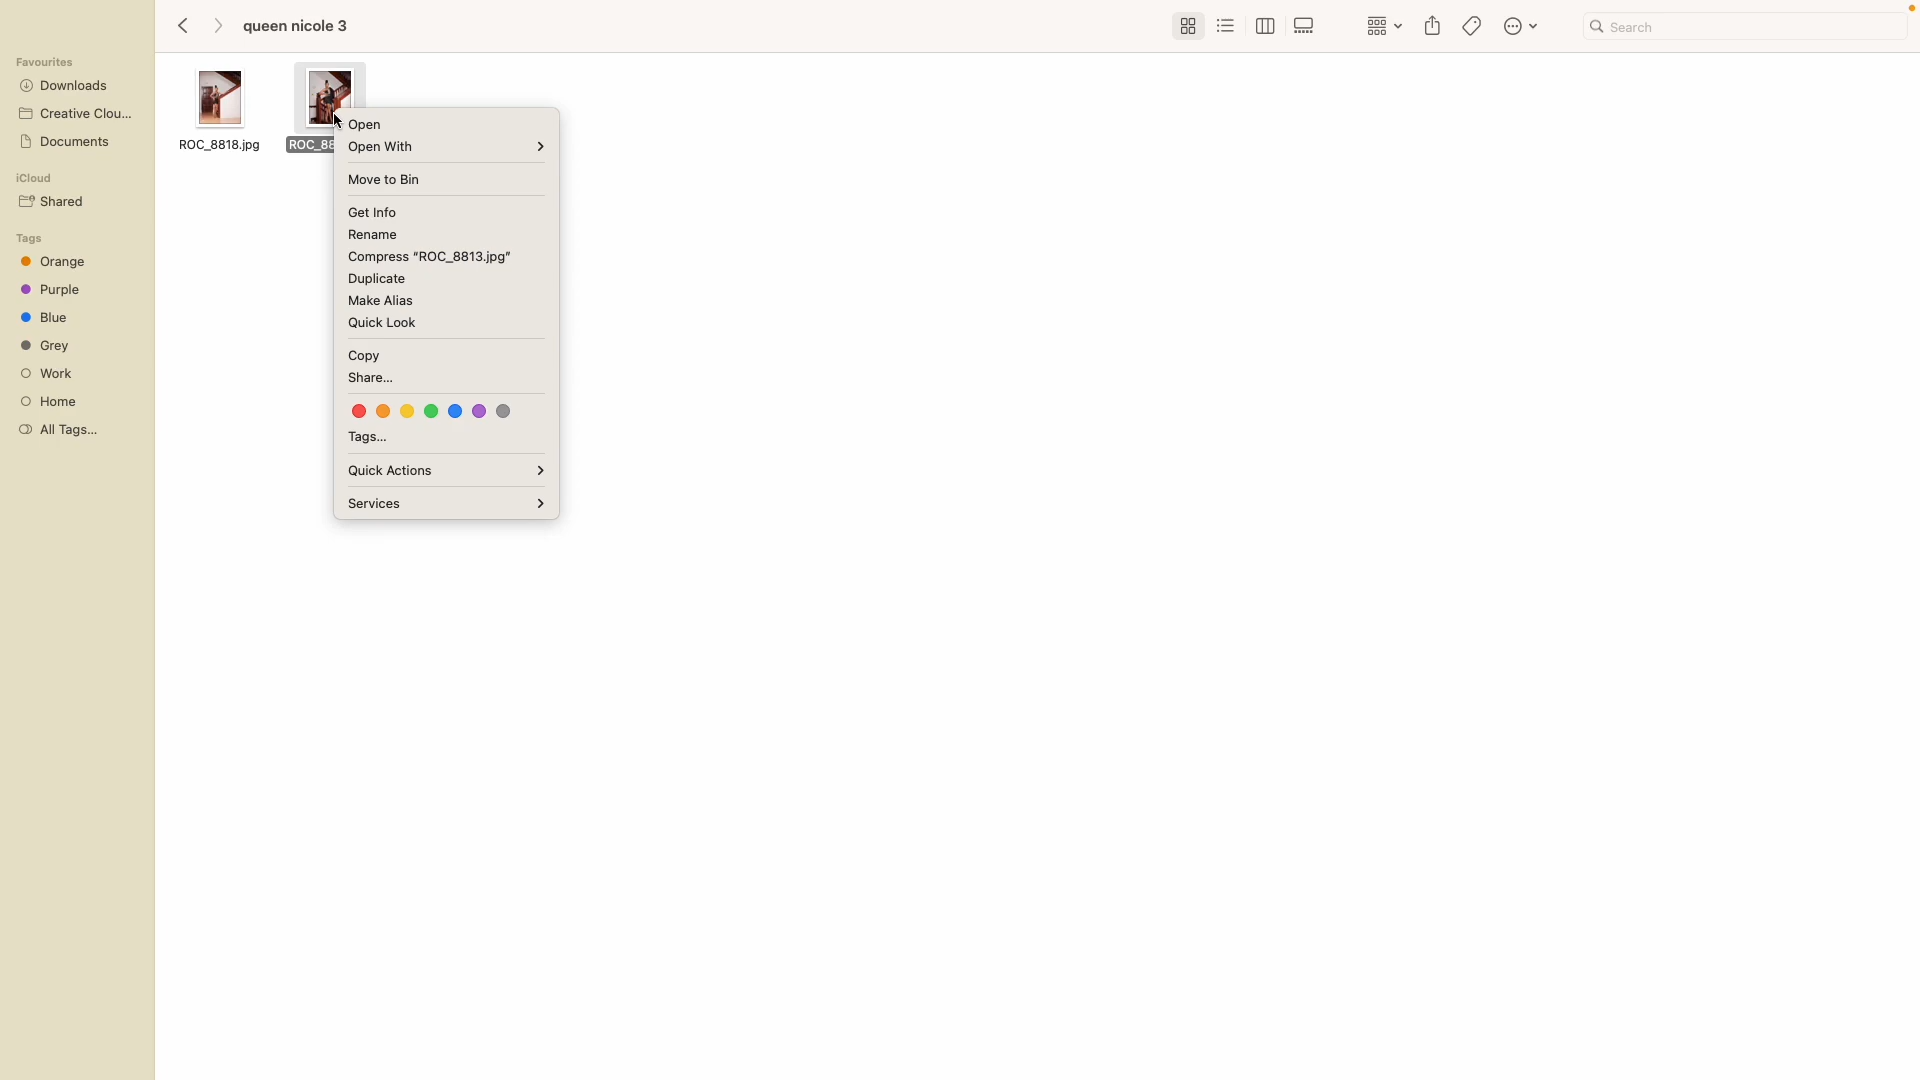 queen nicole 3
Search
Favourites
Downloads
Creative Clou...
Documents
iCloud
Shared
Tags
Orange
Purple
Blue
Grey
Work
Home
All Tags...
ROC_8818.jpg
ROC_88
Open
Open With
Move to Bin
Get Info
Rename
Compress “ROC_8813.jpg”
Duplicate
Make Alias
Quick Look
Copy
Share...
Tags...
Quick Actions
Services